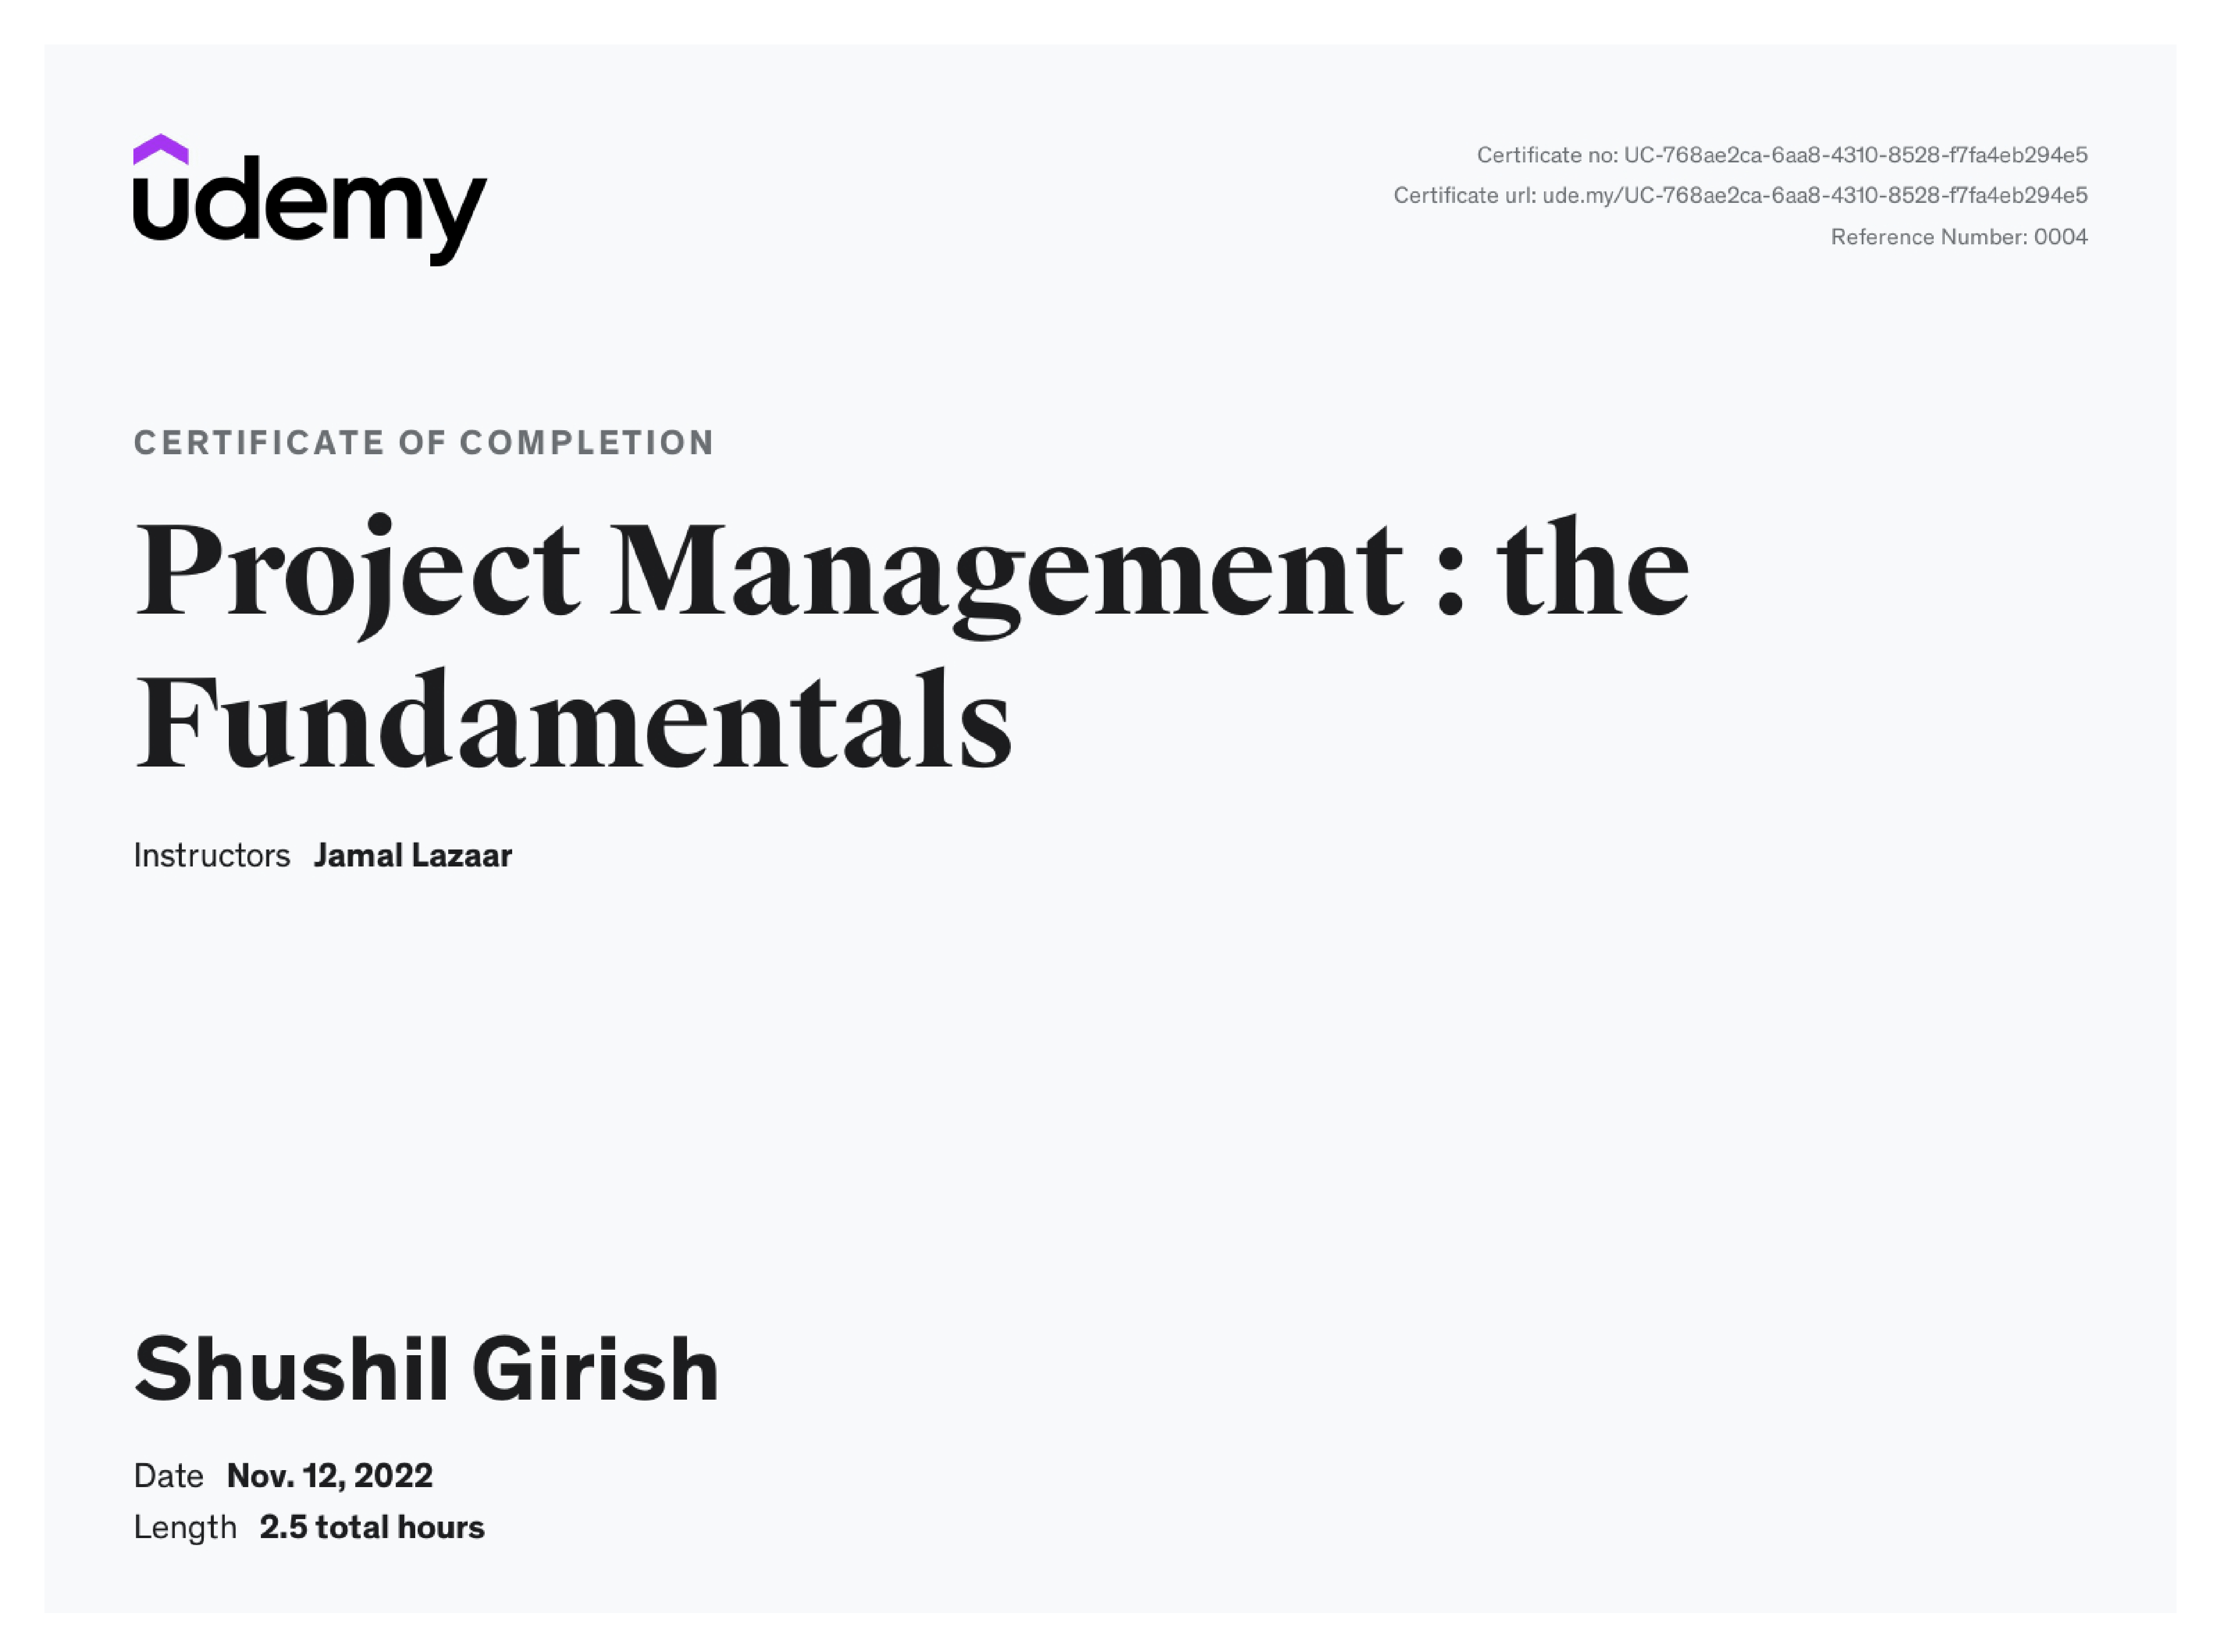 udemy
Certificate no: UC-768ae2ca-6aa8-4310-8528-f7fa4eb294e5
Certificate url: ude.my/UC-768ae2ca-6aa8-4310-8528-f7fa4eb294e5
Reference Number: 0004
CERTIFICATE OF COMPLETION
Project Management : the
Fundamentals
Instructors Jamal Lazaar
Shushil Girish
Date Nov. 12, 2022
Length 2.5 total hours